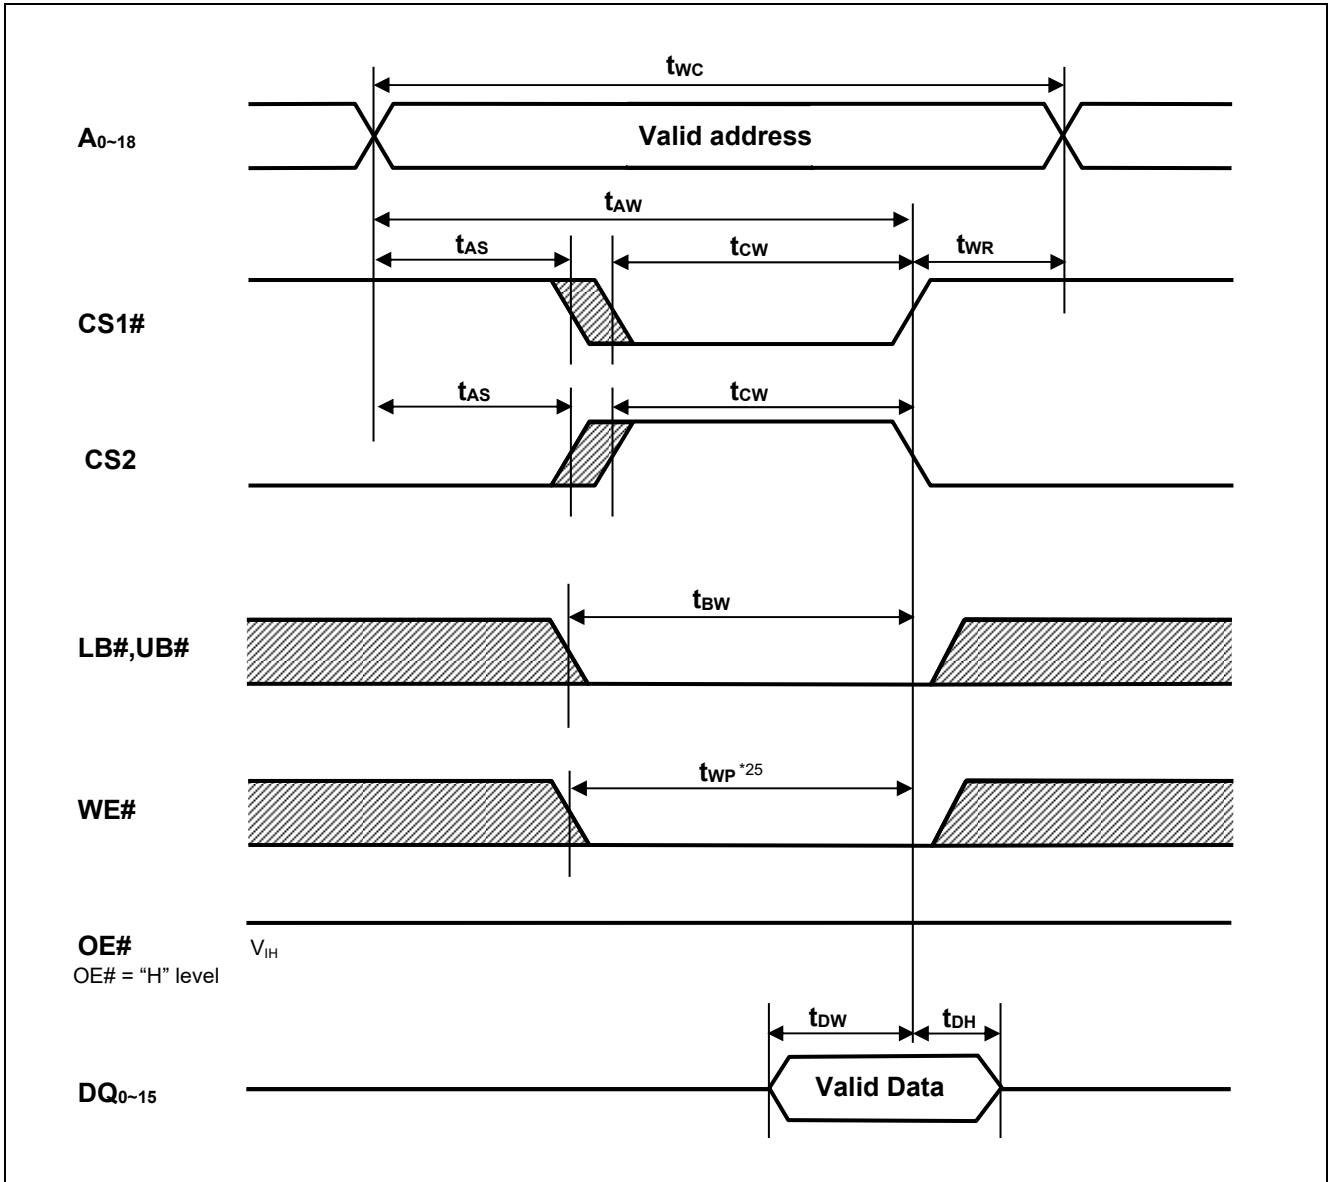 tWC
A0~18
Valid address
tAW
tAS
tCW
tWR
CS1#
tAS
tCW
CS2
tBW
LB#,UB#
tWP *25
WE#
OE#
VIH
OE# = “H” level
tDW
tDH
DQ0~15
Valid Data